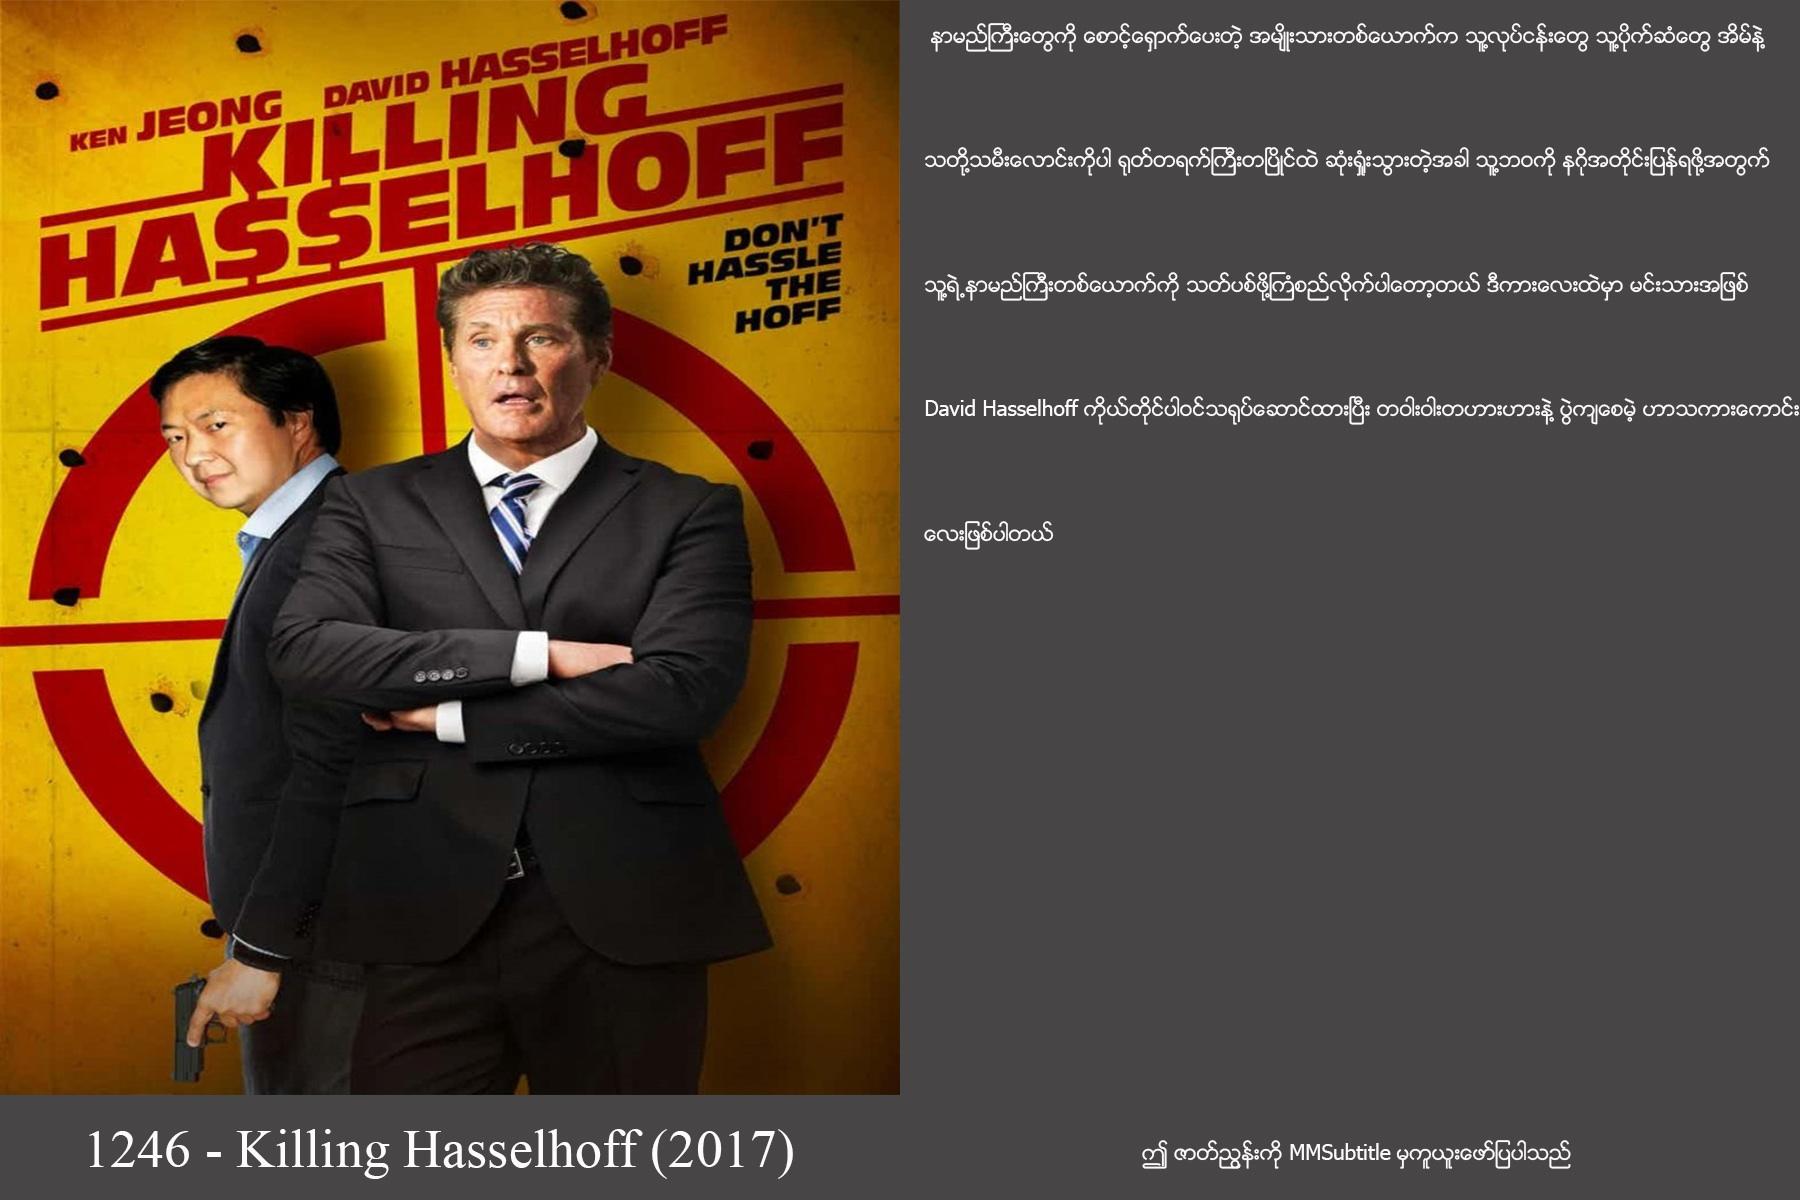 KEN JEONG DAVID HASSELHOFF
KILLING
HASSELHOFF
DON'T
HASSLE
THE
HOFF
နာမည်ကြီးတွေကို စောင့်ရှောက်ပေးတဲ့ အမျိုးသားတစ်ယောက်က သူ့လုပ်ငန်းတွေ သူ့ပိုက်ဆံတွေ အိမ်နဲ့
သတို့သမီးလောင်းကိုပါ ရုတ်တရက်ကြီးတပြိုင်ထဲ ဆုံးရှုံးသွားတဲ့အခါ သူ့ဘဝကို နဂိုအတိုင်းပြန်ရဖို့အတွက်
သူ့ရဲ့နာမည်ကြီးတစ်ယောက်ကို သတ်ပစ်ဖို့ကြံစည်လိုက်ပါတော့တယ် ဒီကားလေးထဲမှာ မင်းသားအဖြစ်
David Hasselhoff ကိုယ်တိုင်ပါဝင်သရုပ်ဆောင်ထားပြီး တဝါးဝါးတဟားဟားနဲ့ ပွဲကျစေမဲ့ ဟာသကားကောင်း
လေးဖြစ်ပါတယ်
1246 - Killing Hasselhoff (2017)
ဤ ဇာတ်ညွှန်းကို MMSubtitle မှကူယူးဖော်ပြပါသည်